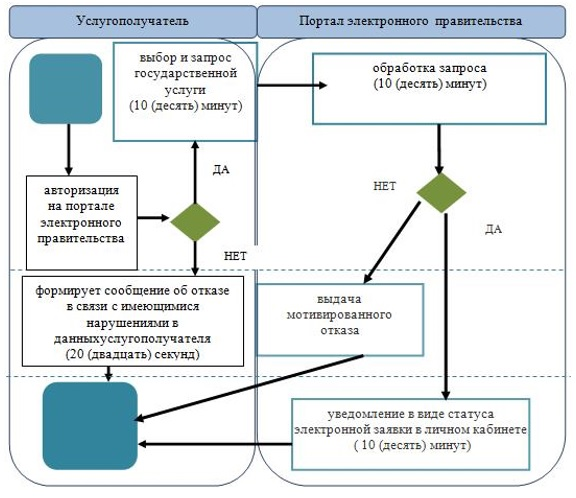 Услугополучатель
Портал электронного правительства
выбор и запрос
государственной
услуги
(10 (десять) минут)
обработка запроса
(10 (десять) минут)
ДА
НЕТ
авторизация
на портале
электронного
правительства
ДА
НЕТ
формирует сообщение об отказе
в связи с имеющимися
нарушениями в
данныхуслугополучателя
(20 (двадцать) секунд)
выдача
мотивированного
отказа
уведомление в виде статуса
электронной заявки в личном кабинете
( 10 (десять) минут)